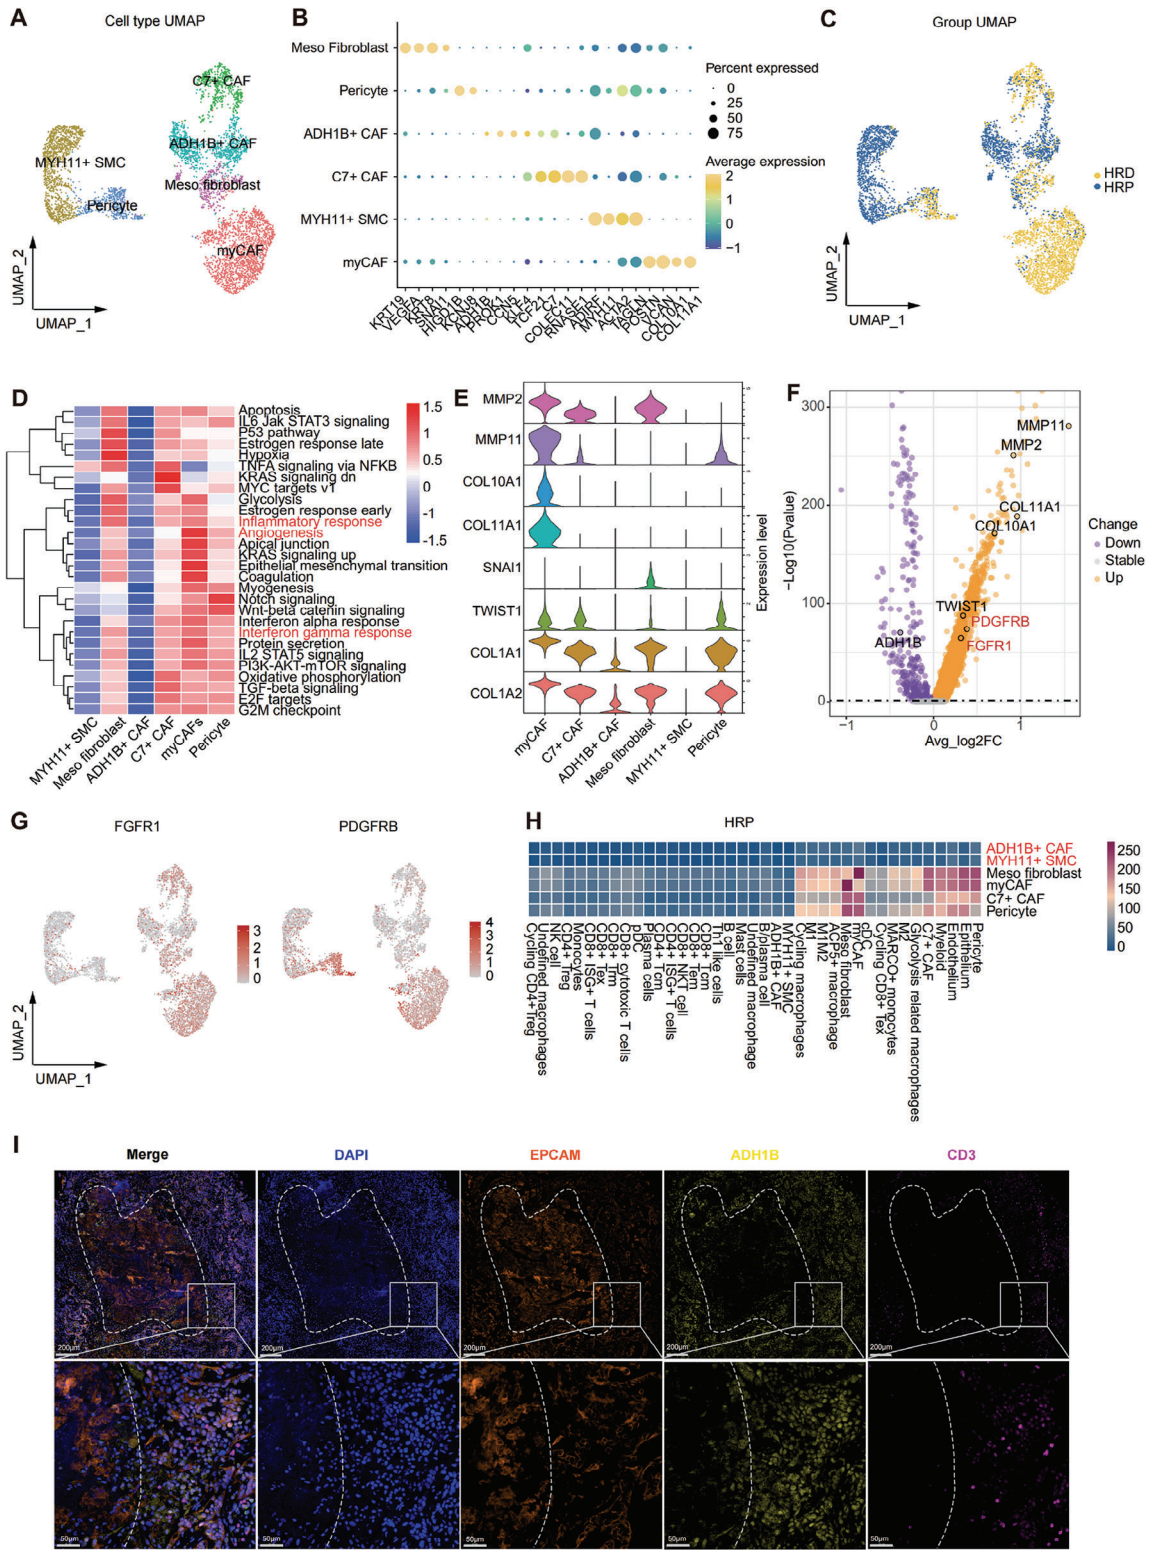 A
Cell type UMAP
C7+ CAF
ADH1B+ CAF
MYH11+ SMC
Meso fibroblast
Pericyte
myCAF
UMAP_2
UMAP_1
B
Meso Fibroblast
Pericyte
ADH1B+ CAF
C7+ CAF
MYH11+ SMC
myCAF
KRT19
VEGFA
KRT8
SNAI1
HIGD1B
KCNJ8
ADH1B
PROK1
CCN5
KLF4
TCF21
C7
COLEC11
RNASE1
ADIRF
MYH11
ACTA2
TAGLN
POSTN
VCAN
COL10A1
COL11A1
Percent expressed
0
25
50
75
Average expression
2
1
0
−1
C
Group UMAP
HRD
HRP
UMAP_2
UMAP_1
D
Apoptosis
IL6 Jak STAT3 signaling
P53 pathway
Estrogen response late
Hypoxia
TNFA signaling via NFKB
KRAS signaling dn
MYC targets v1
Glycolysis
Estrogen response early
Inflammatory response
Angiogenesis
Apical junction
KRAS signaling up
Epithelial mesenchymal transition
Coagulation
Myogenesis
Notch signaling
Wnt-beta catenin signaling
Interferon alpha response
Interferon gamma response
Protein secretion
IL2 STAT5 signaling
PI3K-AKT-mTOR signaling
Oxidative phosphorylation
TGF-beta signaling
E2F targets
G2M checkpoint
MYH11+ SMC
Meso fibroblast
ADH1B+ CAF
C7+ CAF
myCAFs
Pericyte
1.5
1
0.5
0
−0.5
−1
−1.5
E
MMP2
MMP11
COL10A1
COL11A1
SNAI1
TWIST1
COL1A1
COL1A2
Expression level
myCAF
C7+ CAF
ADH1B+ CAF
Meso fibroblast
MYH11+ SMC
Pericyte
F
300
200
100
0
−Log10(Pvalue)
−1
0
1
Avg_log2FC
MMP11
MMP2
COL11A1
COL10A1
TWIST1
PDGFRB
ADH1B
FGFR1
Change
Down
Stable
Up
G
FGFR1
3
2
1
0
PDGFRB
4
3
2
1
0
UMAP_2
UMAP_1
H
HRP
ADH1B+ CAF
MYH11+ SMC
Meso fibroblast
myCAF
C7+ CAF
Pericyte
250
200
150
100
50
0
Cycling CD4+Treg
Undefined macrophages
NK cell
CD4+ Treg
Monocytes
CD8+ ISG+ T cells
CD8+ Tex
CD8+ Trm
CD8+ cytotoxic T cells
pDC
Plasma cells
CD4+ Tcm
CD4+ ISG+ T cells
CD8+ NKT cell
CD8+ Tem
CD8+ Tcm
Th1 like cells
B cell
Mast cells
Undefined macrophage
B/plasma cell
ADH1B+ CAF
MYH11+ SMC
Cycling macrophages
M1
M1M2
ACP5+ macrophage
Meso fibroblast
myCAF
cDC
Cycling CD8+ Tex
MARCO+ monocytes
M2
Glycolysis related macrophages
C7+ CAF
Myeloid
Endothelium
Epithelium
Pericyte
I
Merge
DAPI
EPCAM
ADH1B
CD3
200μm
200μm
200μm
200μm
200μm
50μm
50μm
50μm
50μm
50μm